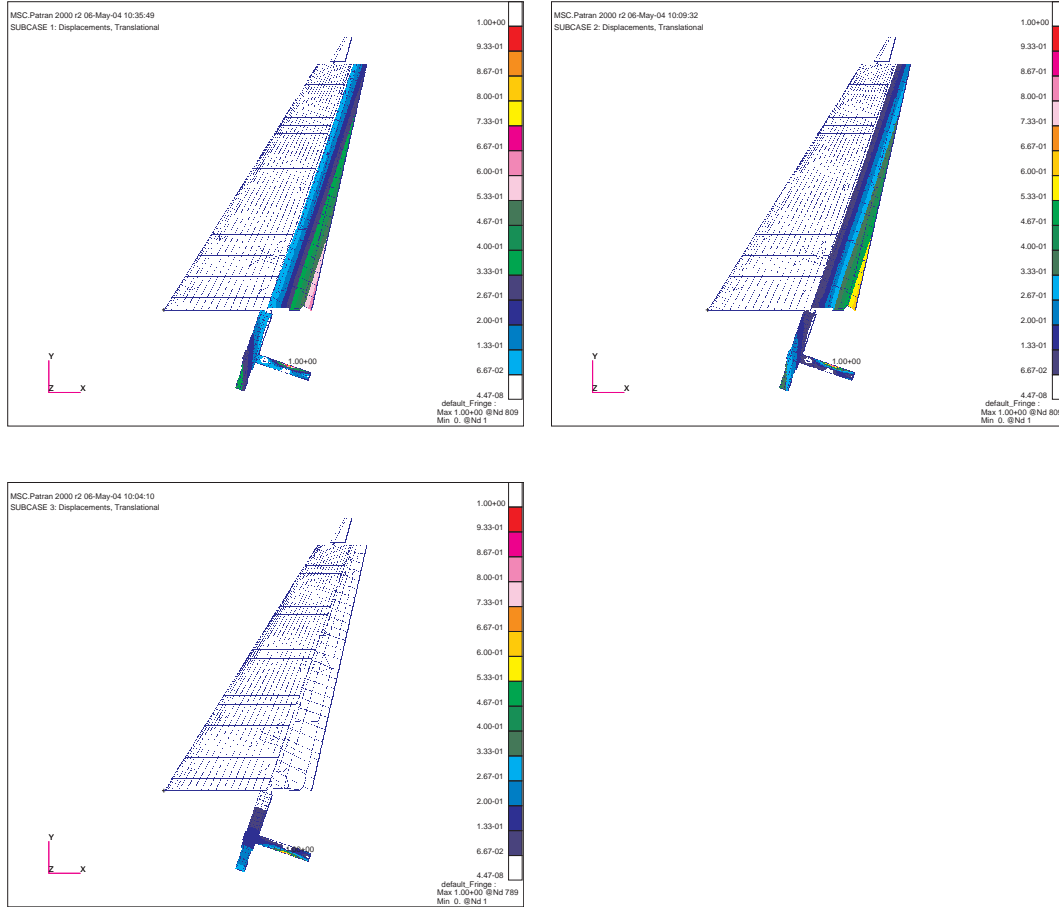 MSC.Patran 2000 r2 06-May-04 10:35:49
SUBCASE 1: Displacements, Translational
1.00+00
9.33-01
8.67-01
8.00-01
7.33-01
6.67-01
6.00-01
5.33-01
4.67-01
4.00-01
3.33-01
2.67-01
2.00-01
1.33-01
6.67-02
4.47-08
1.00+00
Y
Z X
default_Fringe :
Max 1.00+00 @Nd 809
Min 0. @Nd 1
MSC.Patran 2000 r2 06-May-04 10:09:32
SUBCASE 2: Displacements, Translational
1.00+00
9.33-01
8.67-01
8.00-01
7.33-01
6.67-01
6.00-01
5.33-01
4.67-01
4.00-01
3.33-01
2.67-01
2.00-01
1.33-01
6.67-02
4.47-08
1.00+00
Y
Z X
default_Fringe :
Max 1.00+00 @Nd 809
Min 0. @Nd 1
MSC.Patran 2000 r2 06-May-04 10:04:10
SUBCASE 3: Displacements, Translational
1.00+00
9.33-01
8.67-01
8.00-01
7.33-01
6.67-01
6.00-01
5.33-01
4.67-01
4.00-01
3.33-01
2.67-01
2.00-01
1.33-01
6.67-02
4.47-08
Y
Z X
default_Fringe :
Max 1.00+00 @Nd 789
Min 0. @Nd 1